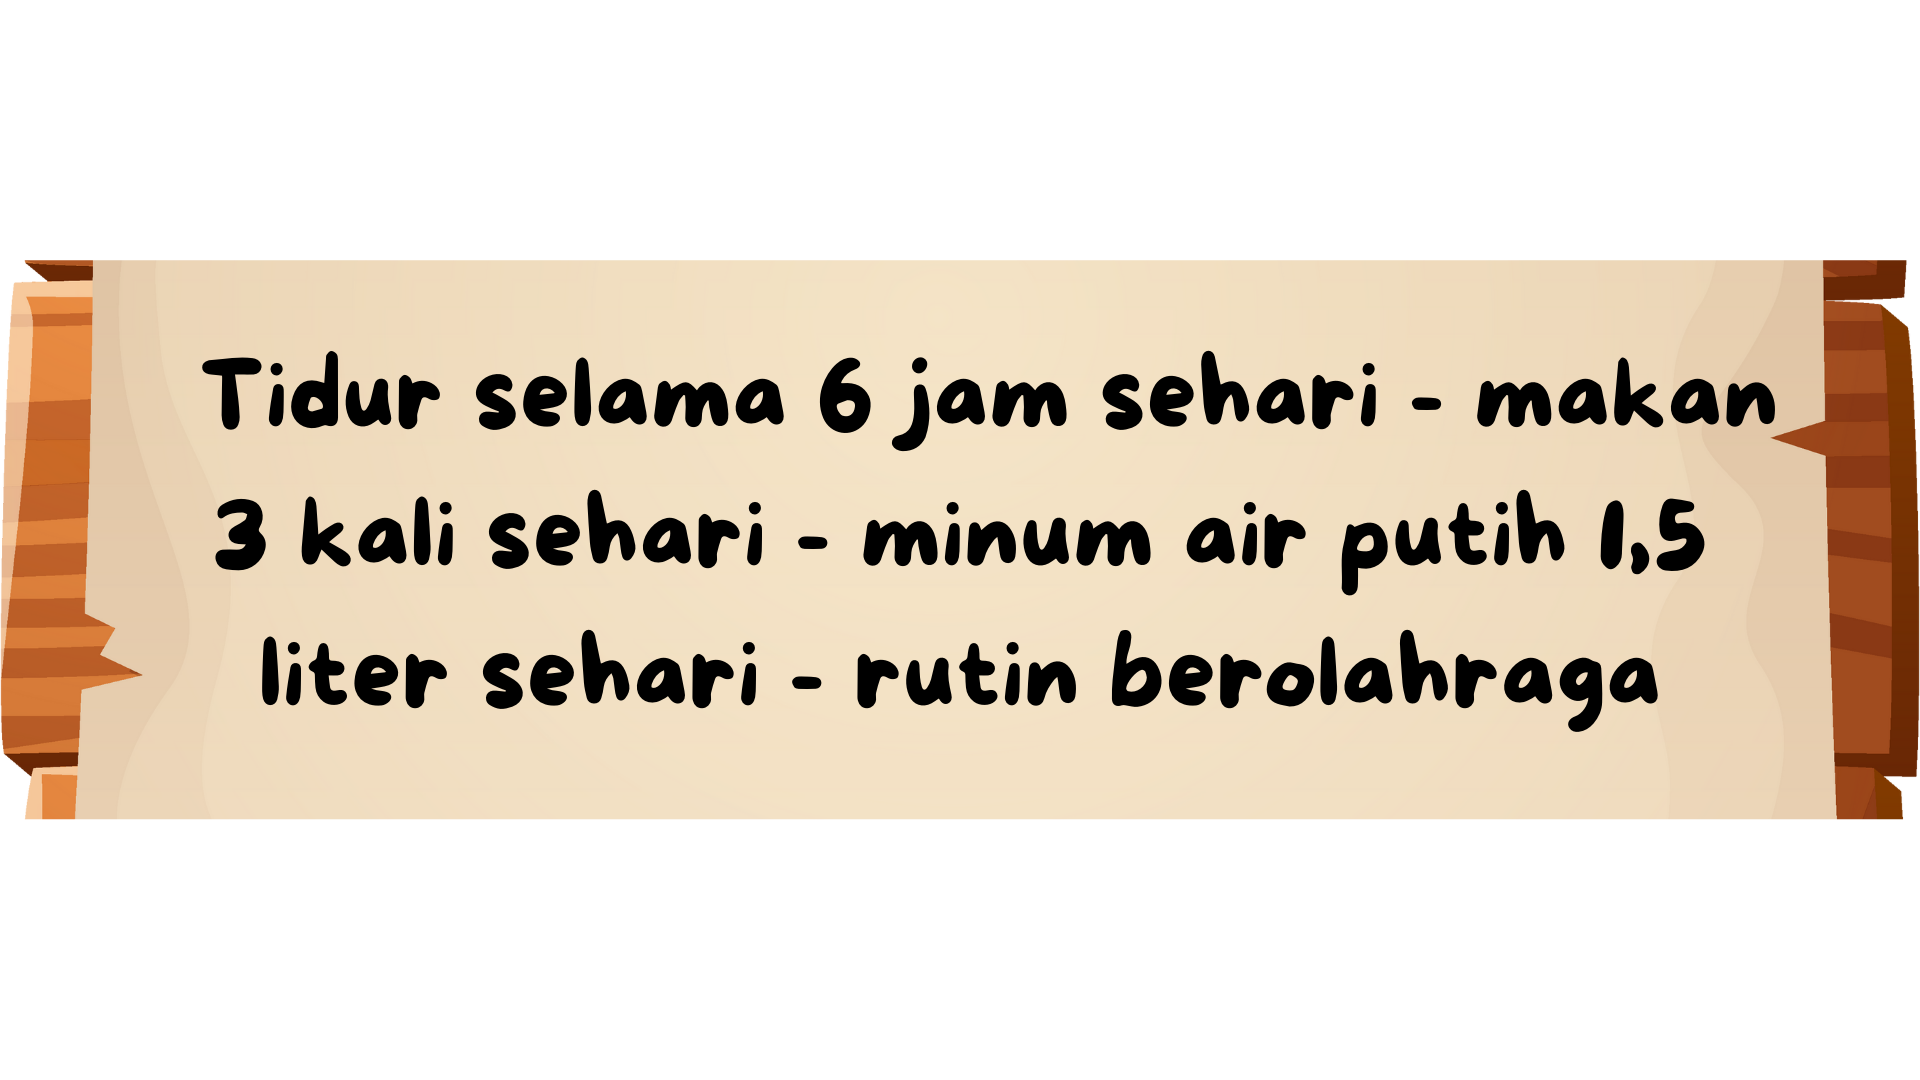 Tidur selama 6 jam sehari - makan
3 kali sehari - minum air putih 1,5
liter sehari - rutin berolahraga